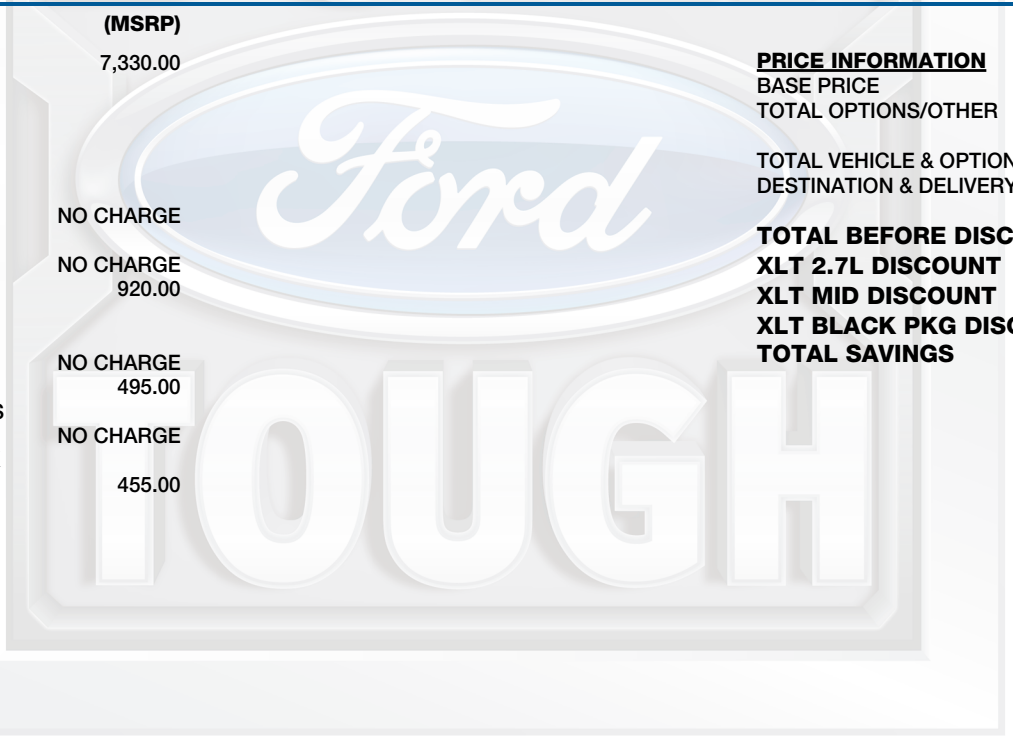 (MSRP)
7,330.00
NO CHARGE
NO CHARGE
920.00
NO CHARGE
495.00
S
NO CHARGE
455.00
Ford
TOUGH
PRICE INFORMATION
BASE PRICE
TOTAL OPTIONS/OTHER
TOTAL VEHICLE & OPTION
DESTINATION & DELIVERY
TOTAL BEFORE DISC
XLT 2.7L DISCOUNT
XLT MID DISCOUNT
XLT BLACK PKG DISC
TOTAL SAVINGS